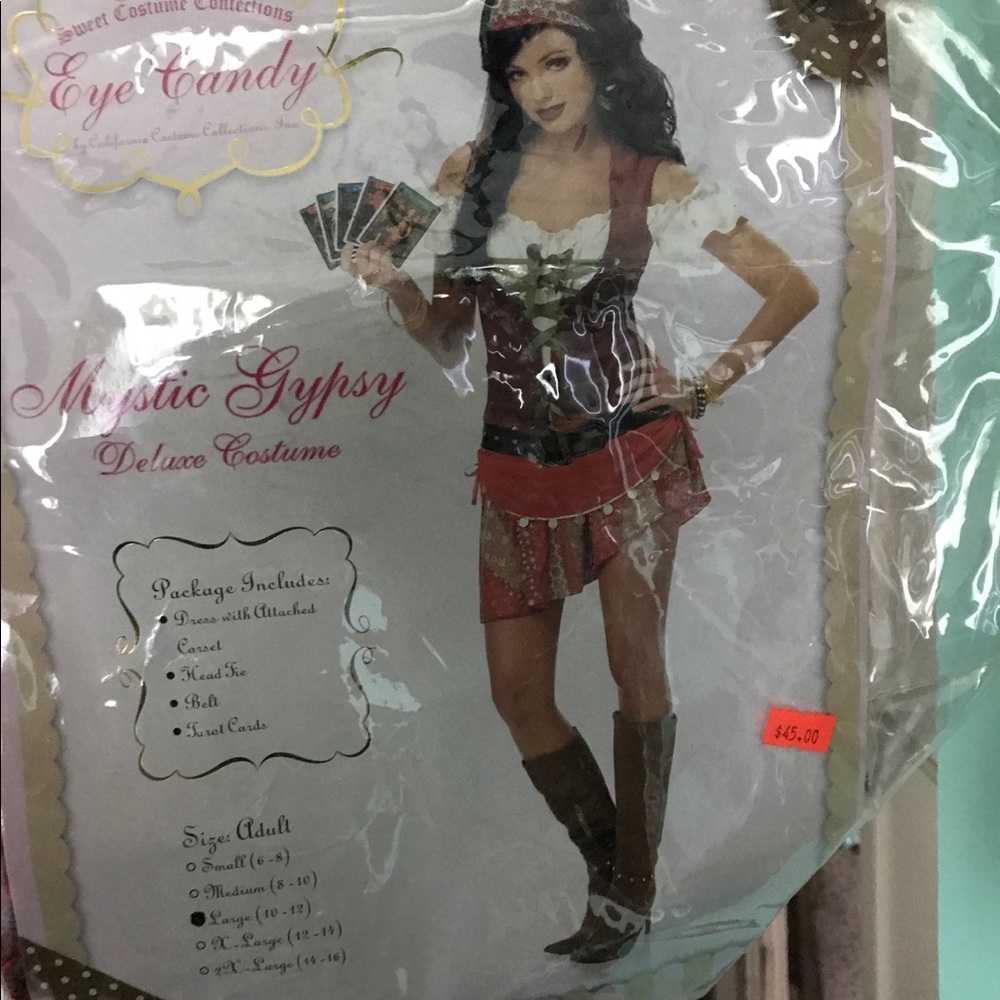 Sweet Costume Confections
Eye Candy
by California Costume Collections, Inc.
Mystic Gypsy
Deluxe Costume
Package Includes:
• Dress with Attached
Corset
• Head Tie
• Belt
• Tarot Cards
Size: Adult
Small (6-8)
Medium (8-10)
Large (10-12)
X-Large (12-14)
2X-Large (14-16)
$45.00